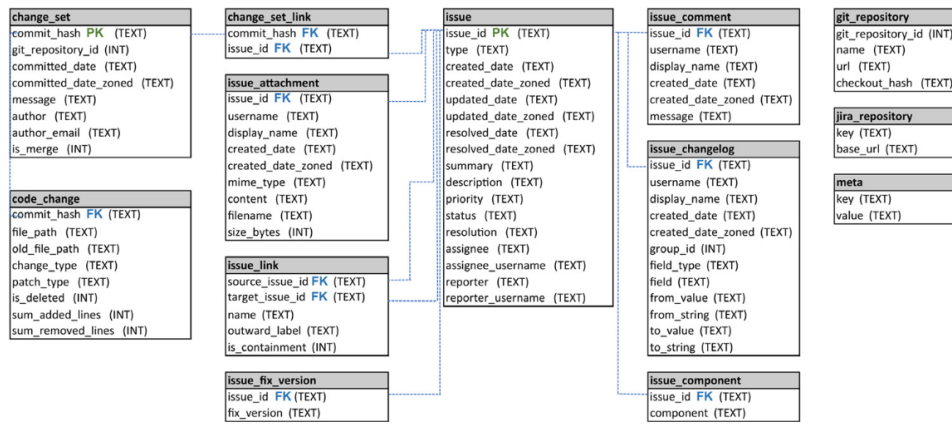 change_set
commit_hash PK (TEXT)
git_repository_id (INT)
committed_date (TEXT)
committed_date_zoned (TEXT)
message (TEXT)
author (TEXT)
author_email (TEXT)
is_merge (INT)
code_change
commit_hash FK (TEXT)
file_path (TEXT)
old_file_path (TEXT)
change_type (TEXT)
patch_type (TEXT)
is_deleted (INT)
sum_added_lines (INT)
sum_removed_lines (INT)
change_set_link
commit_hash FK (TEXT)
issue_id FK (TEXT)
issue_attachment
issue_id FK (TEXT)
username (TEXT)
display_name (TEXT)
created_date (TEXT)
created_date_zoned (TEXT)
mime_type (TEXT)
content (TEXT)
filename (TEXT)
size_bytes (INT)
issue_link
source_issue_id FK (TEXT)
target_issue_id FK (TEXT)
name (TEXT)
outward_label (TEXT)
is_containment (INT)
issue_fix_version
issue_id FK (TEXT)
fix_version (TEXT)
issue
issue_id PK (TEXT)
type (TEXT)
created_date (TEXT)
created_date_zoned (TEXT)
updated_date (TEXT)
updated_date_zoned (TEXT)
resolved_date (TEXT)
resolved_date_zoned (TEXT)
summary (TEXT)
description (TEXT)
priority (TEXT)
status (TEXT)
resolution (TEXT)
assignee (TEXT)
assignee_username (TEXT)
reporter (TEXT)
reporter_username (TEXT)
issue_comment
issue_id FK (TEXT)
username (TEXT)
display_name (TEXT)
created_date (TEXT)
created_date_zoned (TEXT)
message (TEXT)
issue_changelog
issue_id FK (TEXT)
username (TEXT)
display_name (TEXT)
created_date (TEXT)
created_date_zoned (TEXT)
group_id (INT)
field_type (TEXT)
field (TEXT)
from_value (TEXT)
from_string (TEXT)
to_value (TEXT)
to_string (TEXT)
issue_component
issue_id FK (TEXT)
component (TEXT)
git_repository
git_repository_id (INT)
name (TEXT)
url (TEXT)
checkout_hash (TEXT)
jira_repository
key (TEXT)
base_url (TEXT)
meta
key (TEXT)
value (TEXT)